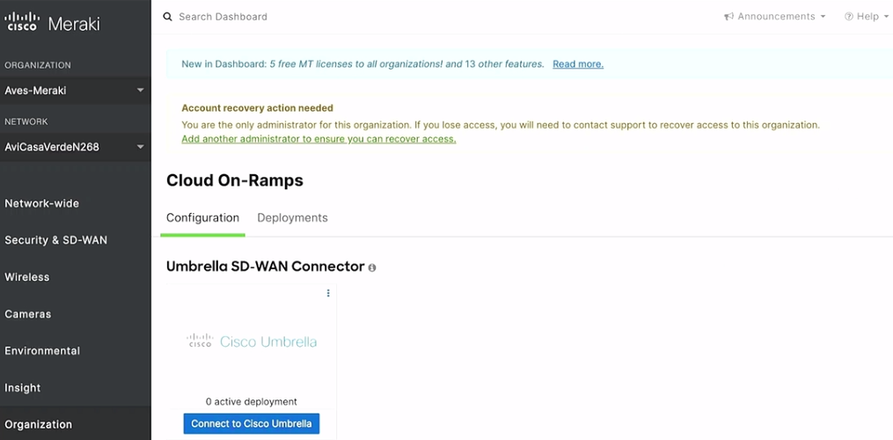 CISCO Meraki
ORGANIZATION
Aves-Meraki
NETWORK
AviCasaVerdeN268
Network-wide
Security & SD-WAN
Wireless
Cameras
Environmental
Insight
Organization
Search Dashboard
Announcements
Help
New in Dashboard: 5 free MT licenses to all organizations! and 13 other features. Read more.
Account recovery action needed
You are the only administrator for this organization. If you lose access, you will need to contact support to recover access to this organization.
Add another administrator to ensure you can recover access.
Cloud On-Ramps
Configuration Deployments
Umbrella SD-WAN Connector
CISCO Cisco Umbrella
0 active deployment
Connect to Cisco Umbrella